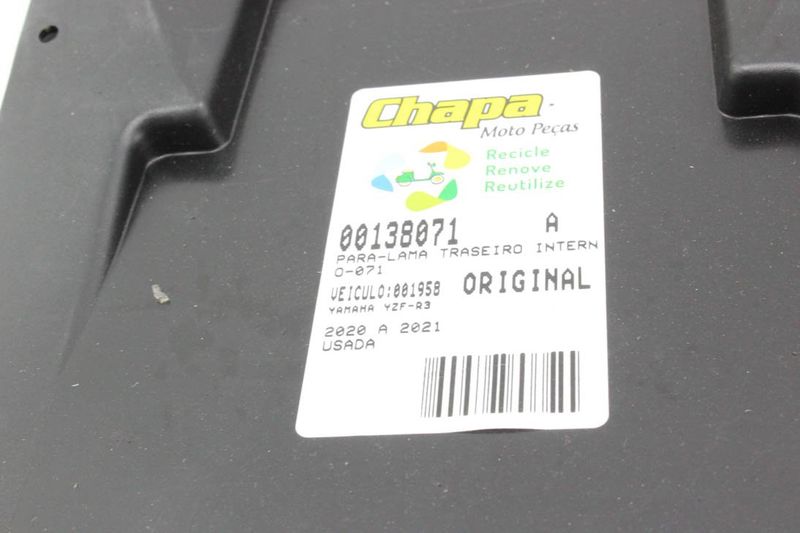 Chapa
Moto Peças
Recicle
Renove
Reutilize
00138071 A
PARA-LAMA TRASEIRO INTERN
O-071
VEICULO:001958 ORIGINAL
YAMAHA YZF-R3
2020 A 2021
USADA